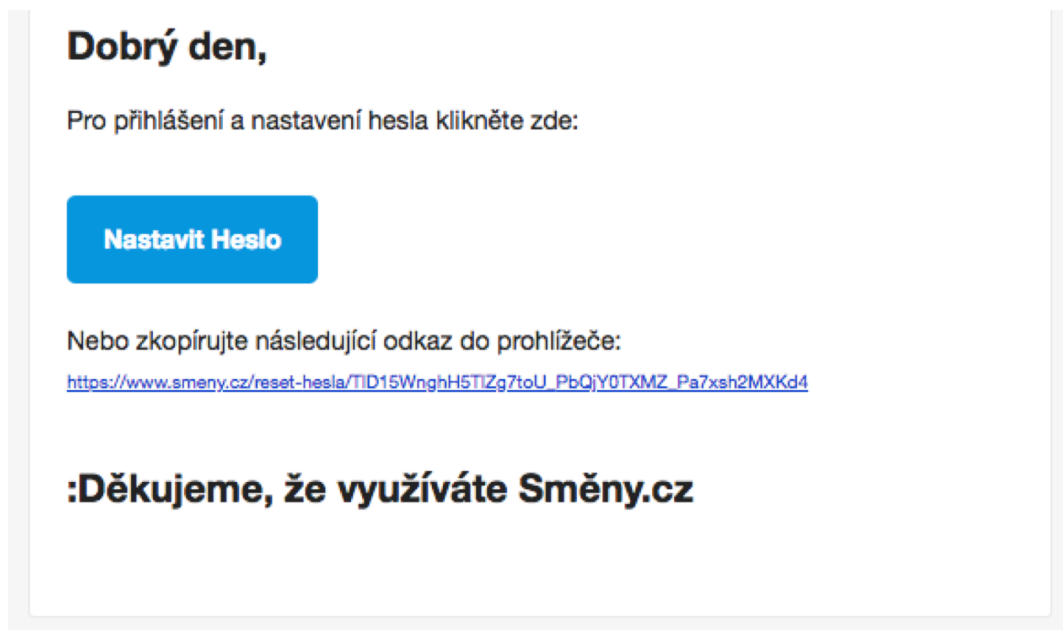 Dobrý den,
Pro přihlášení a nastavení hesla klikněte zde:
Nastavit Heslo
Nebo zkopírujte následující odkaz do prohlížeče:
https://www.smeny.cz/reset-hesla/TlD15WnghH5TlZg7toU_PbQjY0TXMZ_Pa7xsh2MXKd4
:Děkujeme, že využíváte Směny.cz